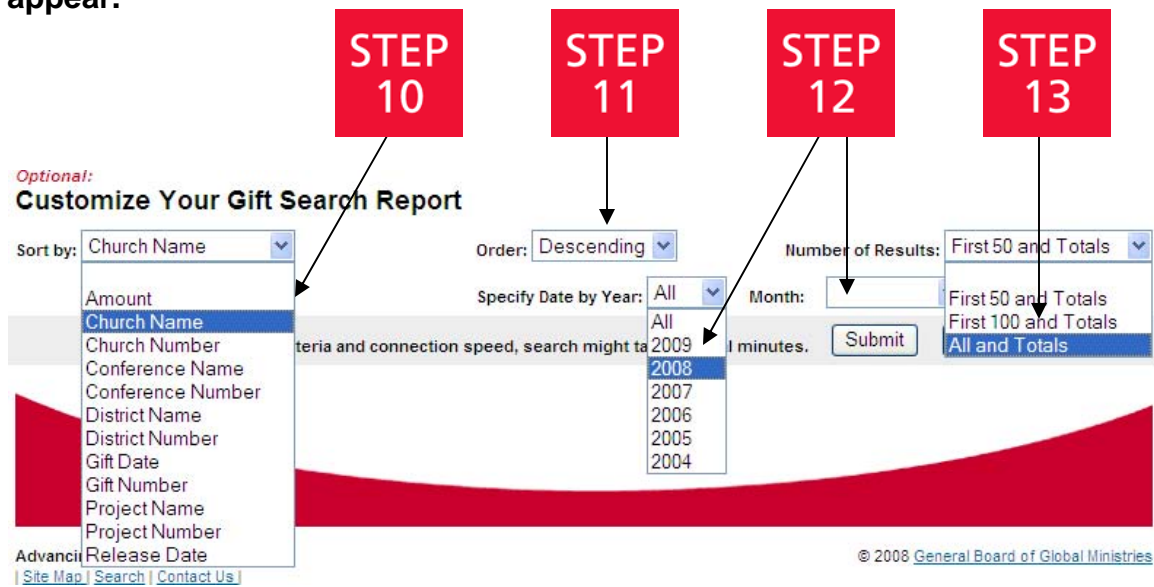 appear.
STEP 10
STEP 11
STEP 12
STEP 13
Optional:
Customize Your Gift Search Report
Sort by: Church Name
Order: Descending
Number of Results: First 50 and Totals
Specify Date by Year: All
Month:
Amount
Church Name
Church Number
Conference Name
Conference Number
District Name
District Number
Gift Date
Gift Number
Project Name
Project Number
Release Date
All
2009
2008
2007
2006
2005
2004
First 50 and Totals
First 100 and Totals
All and Totals
and connection speed, search might
minutes.
Submit
© 2008 General Board of Global Ministries
| Site Map | Search | Contact Us |